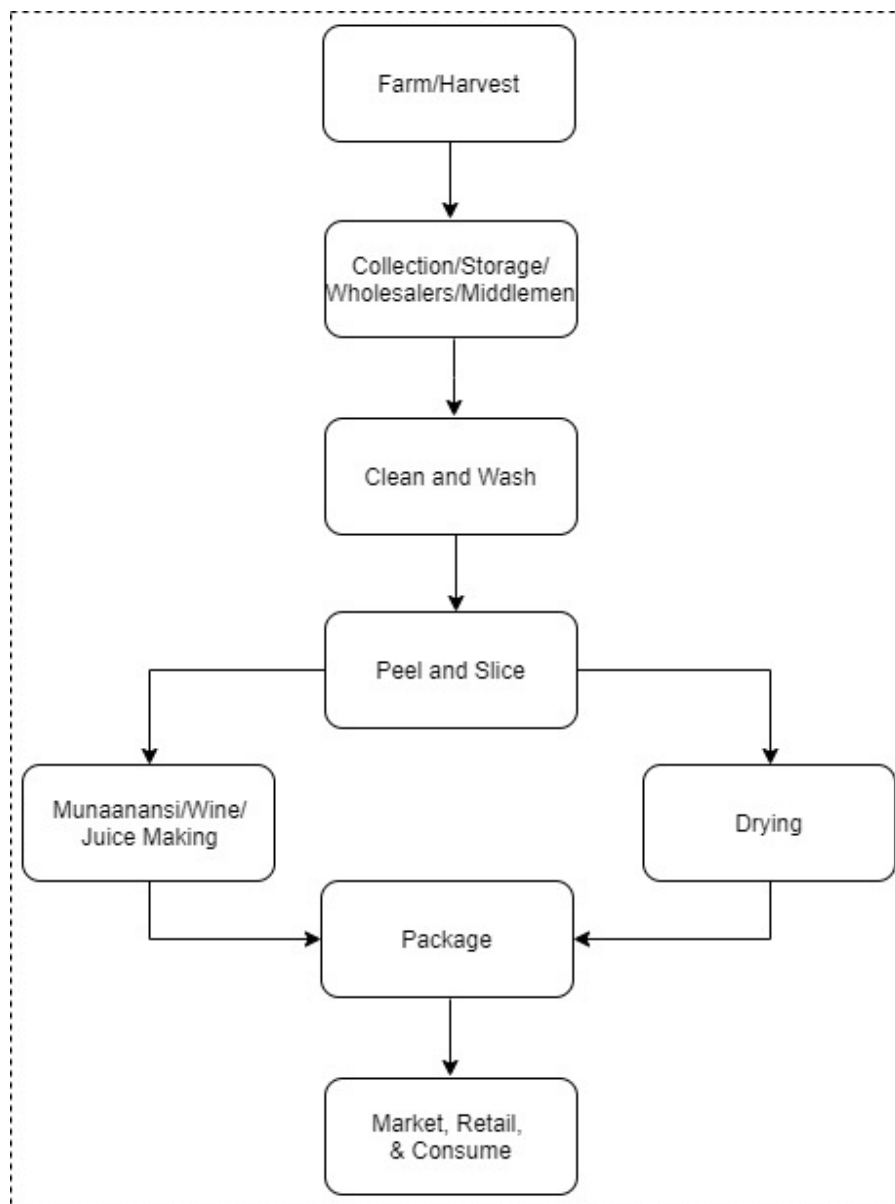 Farm/Harvest
Collection/Storage/
Wholesalers/Middlemen
Clean and Wash
Peel and Slice
Munaanansi/Wine/
Juice Making
Drying
Package
Market, Retail,
& Consume